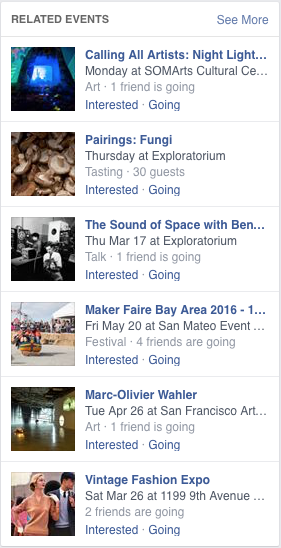 RELATED EVENTS See More
Calling All Artists: Night Light...
Monday at SOMArts Cultural Ce...
Art · 1 friend is going
Interested · Going
Pairings: Fungi
Thursday at Exploratorium
Tasting · 30 guests
Interested · Going
The Sound of Space with Ben...
Thu Mar 17 at Exploratorium
Talk · 1 friend is going
Interested · Going
Maker Faire Bay Area 2016 - 1...
Fri May 20 at San Mateo Event ...
Festival · 4 friends are going
Interested · Going
Marc-Olivier Wahler
Tue Apr 26 at San Francisco Art...
Art · 1 friend is going
Interested · Going
Vintage Fashion Expo
Sat Mar 26 at 1199 9th Avenue ...
2 friends are going
Interested · Going